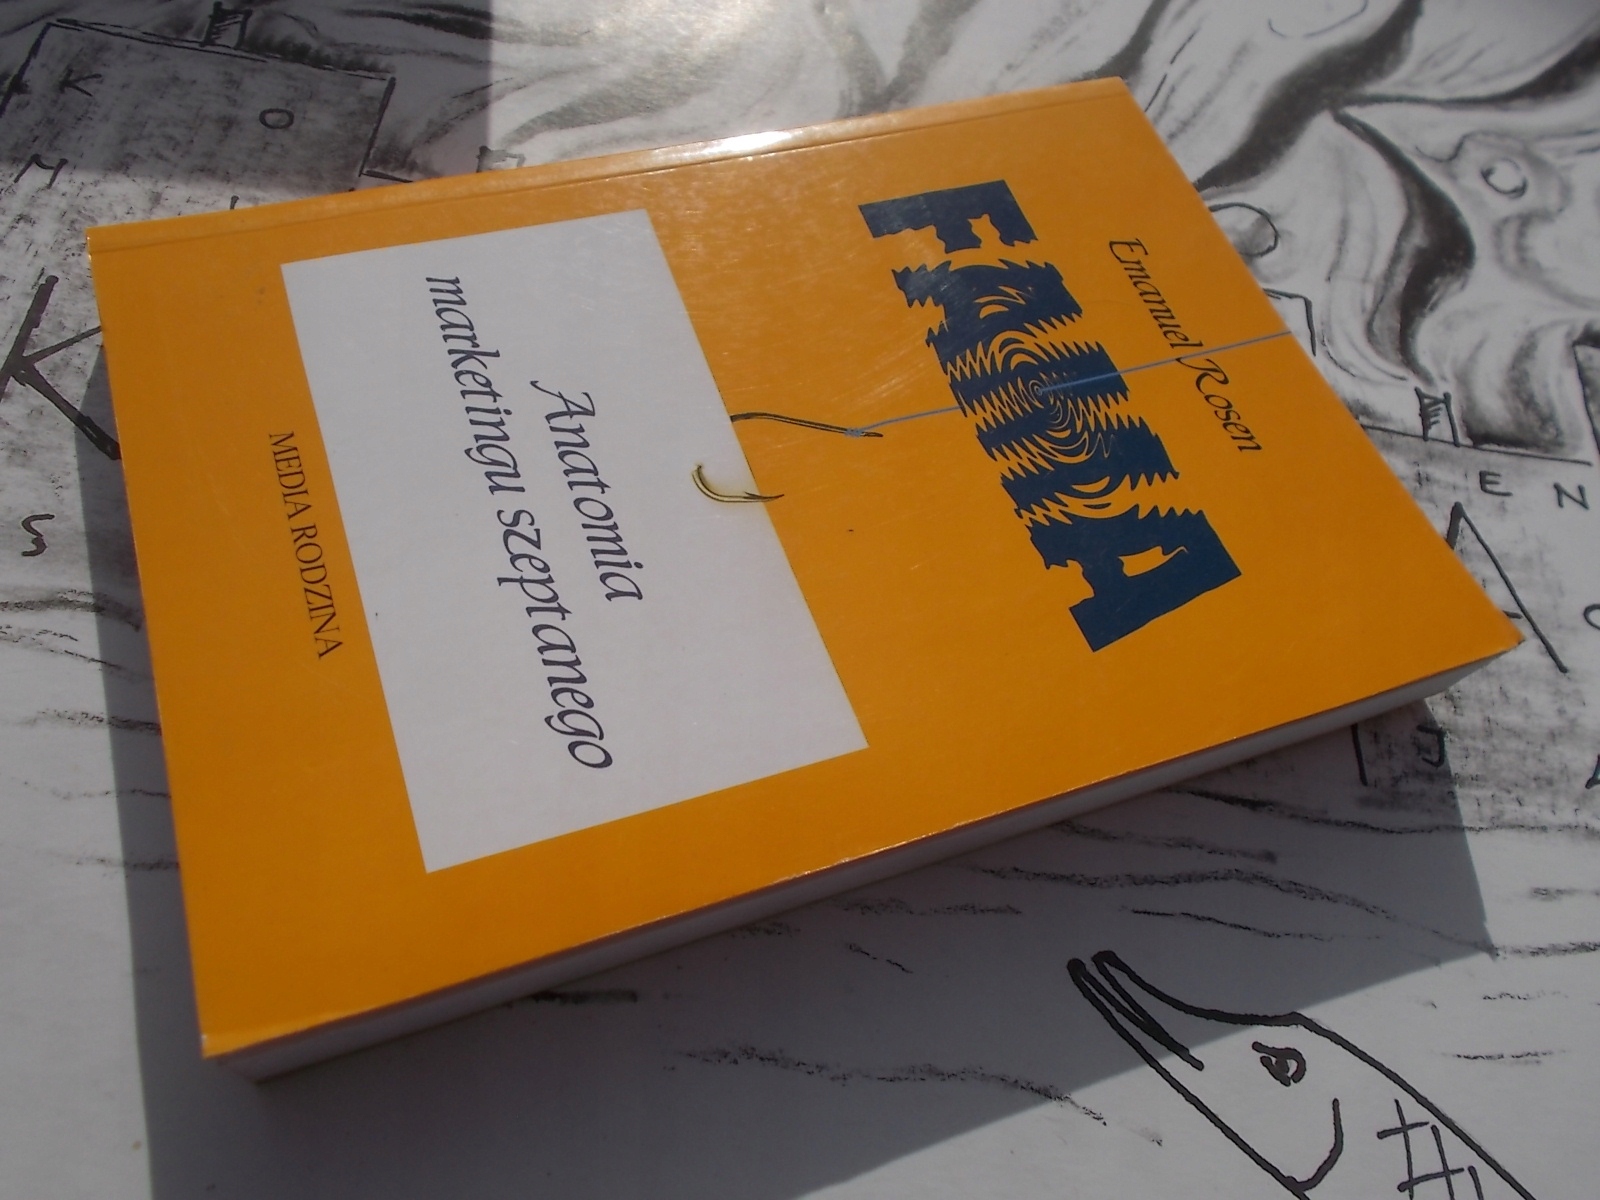 Emanuel Rosen
FAMA
Anatomia
marketingu szeptanego
MEDIA RODZINA
K
O
M
K
S
E
N